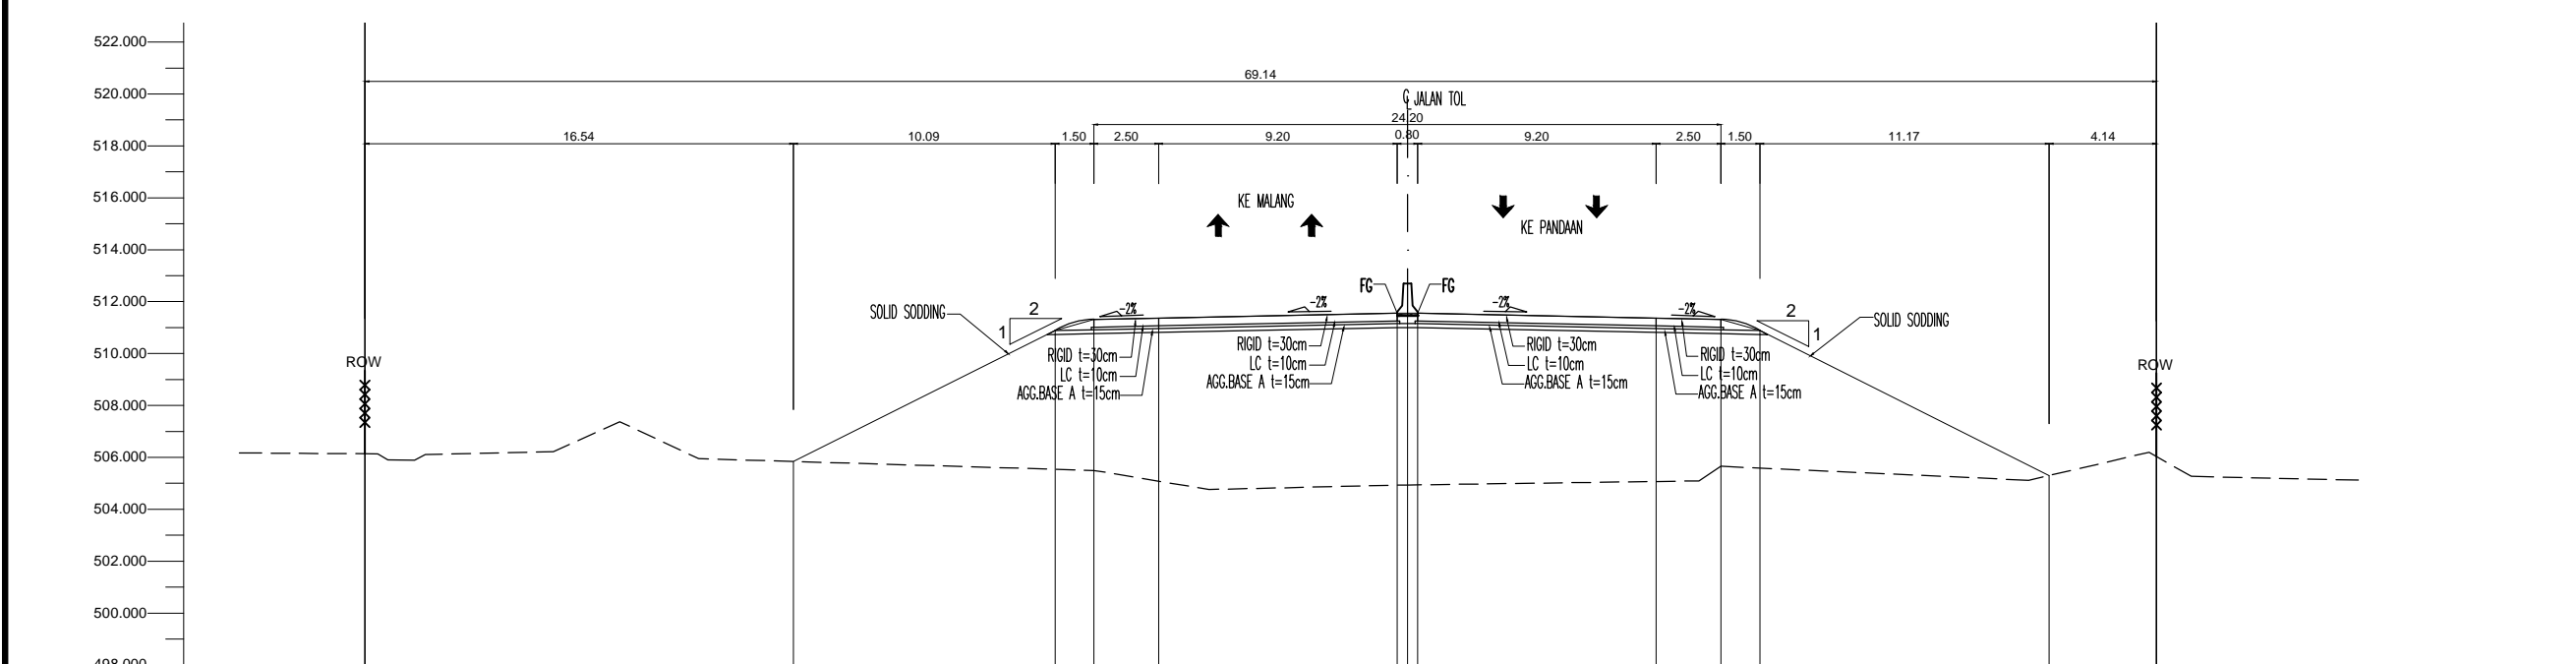 522.000
69.14
520.000
CL JALAN TOL
24.20
518.000
16.54 10.09 1.50 2.50 9.20 0.80 9.20 2.50 1.50 11.17 4.14
516.000
KE MALANG
KE PANDAAN
514.000
FG FG
512.000
SOLID SODDING 2 1 -2% -2% -2% -2% 2 1 SOLID SODDING
RIGID t=30cm
LC t=10cm
AGG.BASE A t=15cm
RIGID t=30cm
LC t=10cm
AGG.BASE A t=15cm
RIGID t=30cm
LC t=10cm
AGG.BASE A t=15cm
RIGID t=30cm
LC t=10cm
AGG.BASE A t=15cm
510.000
ROW ROW
508.000
506.000
504.000
502.000
500.000
498.000